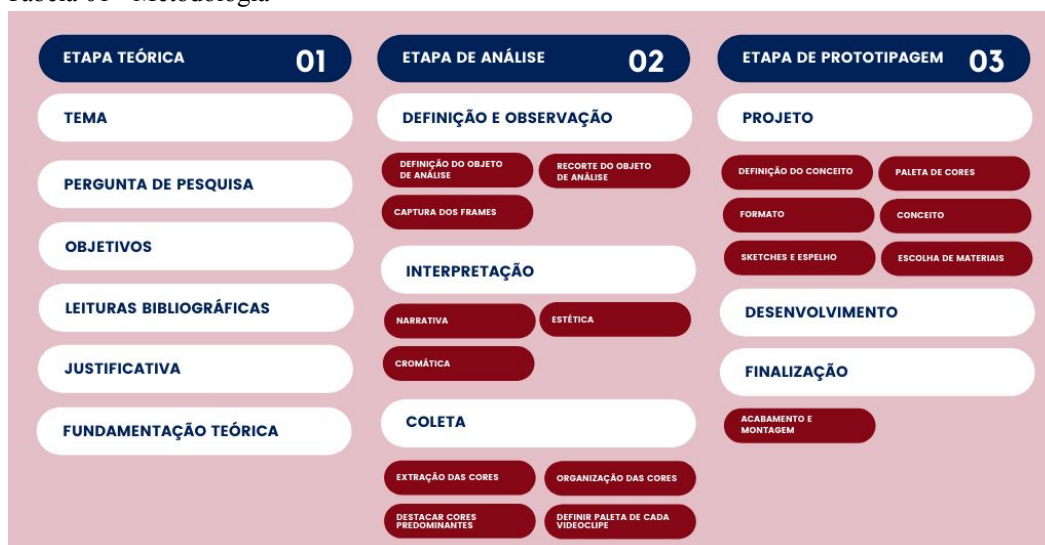 Tabela 01 - Metodologia
ETAPA TEÓRICA 01
TEMA
PERGUNTA DE PESQUISA
OBJETIVOS
LEITURAS BIBLIOGRÁFICAS
JUSTIFICATIVA
FUNDAMENTAÇÃO TEÓRICA
ETAPA DE ANÁLISE 02
DEFINIÇÃO E OBSERVAÇÃO
DEFINIÇÃO DO OBJETO
DE ANÁLISE
RECORTE DO OBJETO
DE ANÁLISE
CAPTURA DOS FRAMES
INTERPRETAÇÃO
NARRATIVA
ESTÉTICA
CROMÁTICA
COLETA
EXTRAÇÃO DAS CORES
ORGANIZAÇÃO DAS CORES
DESTACAR CORES
PREDOMINANTES
DEFINIR PALETA DE CADA
VIDEOCLIPE
ETAPA DE PROTOTIPAGEM 03
PROJETO
DEFINIÇÃO DO CONCEITO
PALETA DE CORES
FORMATO
CONCEITO
SKETCHES E ESPELHO
ESCOLHA DE MATERIAIS
DESENVOLVIMENTO
FINALIZAÇÃO
ACABAMENTO E
MONTAGEM